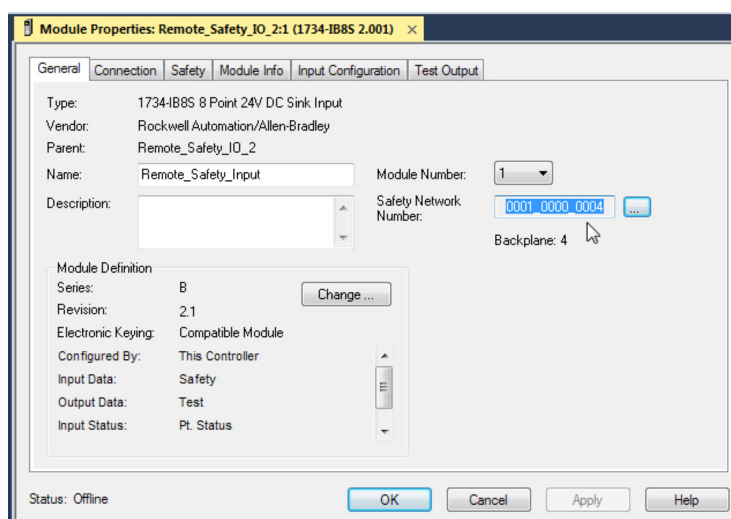 Module Properties: Remote_Safety_IO_2:1 (1734-IB8S 2.001) ×
General Connection Safety Module Info Input Configuration Test Output
Type: 1734-IB8S 8 Point 24V DC Sink Input
Vendor: Rockwell Automation/Allen-Bradley
Parent: Remote_Safety_IO_2
Name: Remote_Safety_Input Module Number: 1
Description: Safety Network Number: 0001_0000_0004 ...
Backplane: 4
Module Definition
Series: B Change ...
Revision: 2.1
Electronic Keying: Compatible Module
Configured By: This Controller
Input Data: Safety
Output Data: Test
Input Status: Pt. Status
Status: Offline OK Cancel Apply Help